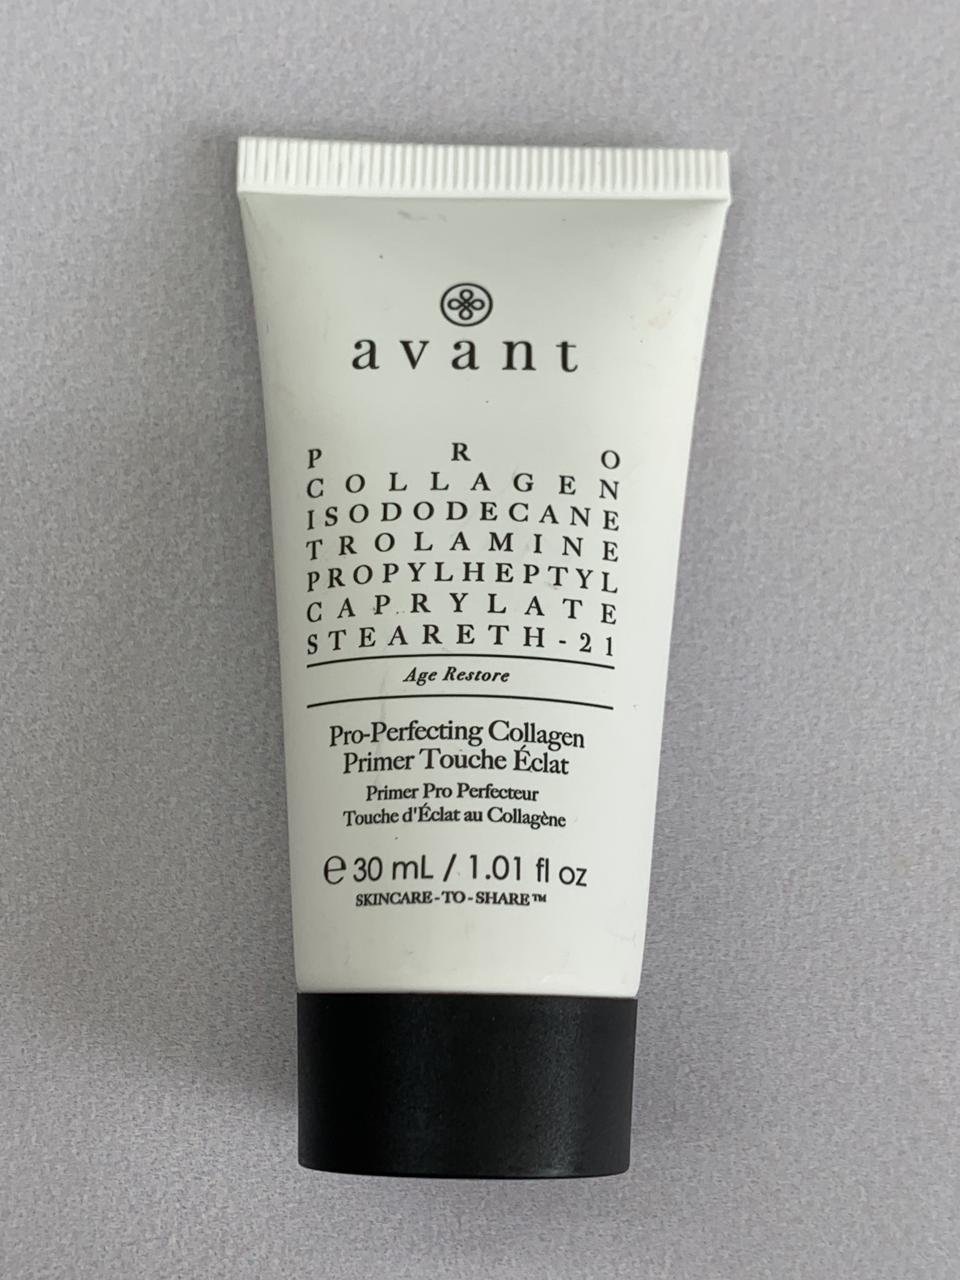 avant
PRO
COLLAGEN
ISODODECANE
TROLAMINE
PROPYLHEPTYL
CAPRYLATE
STEARETH-21
Age Restore
Pro-Perfecting Collagen
Primer Touche Éclat
Primer Pro Perfecteur
Touche d'Éclat au Collagène
℮ 30 mL / 1.01 fl oz
SKINCARE-TO-SHARE™